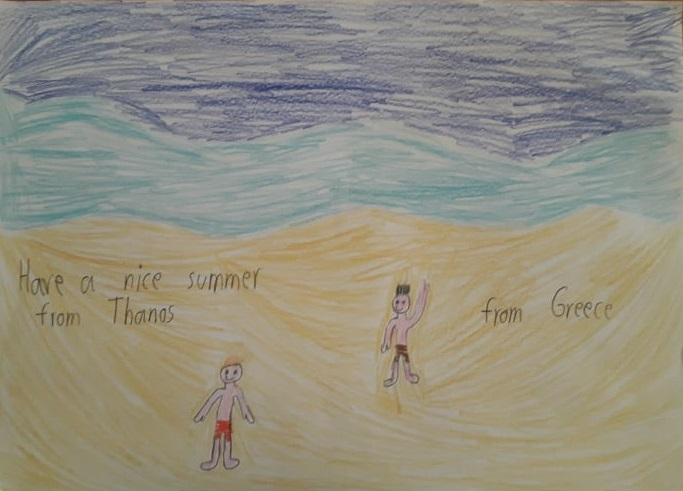 Have a nice summer
from Thanos
from Greece